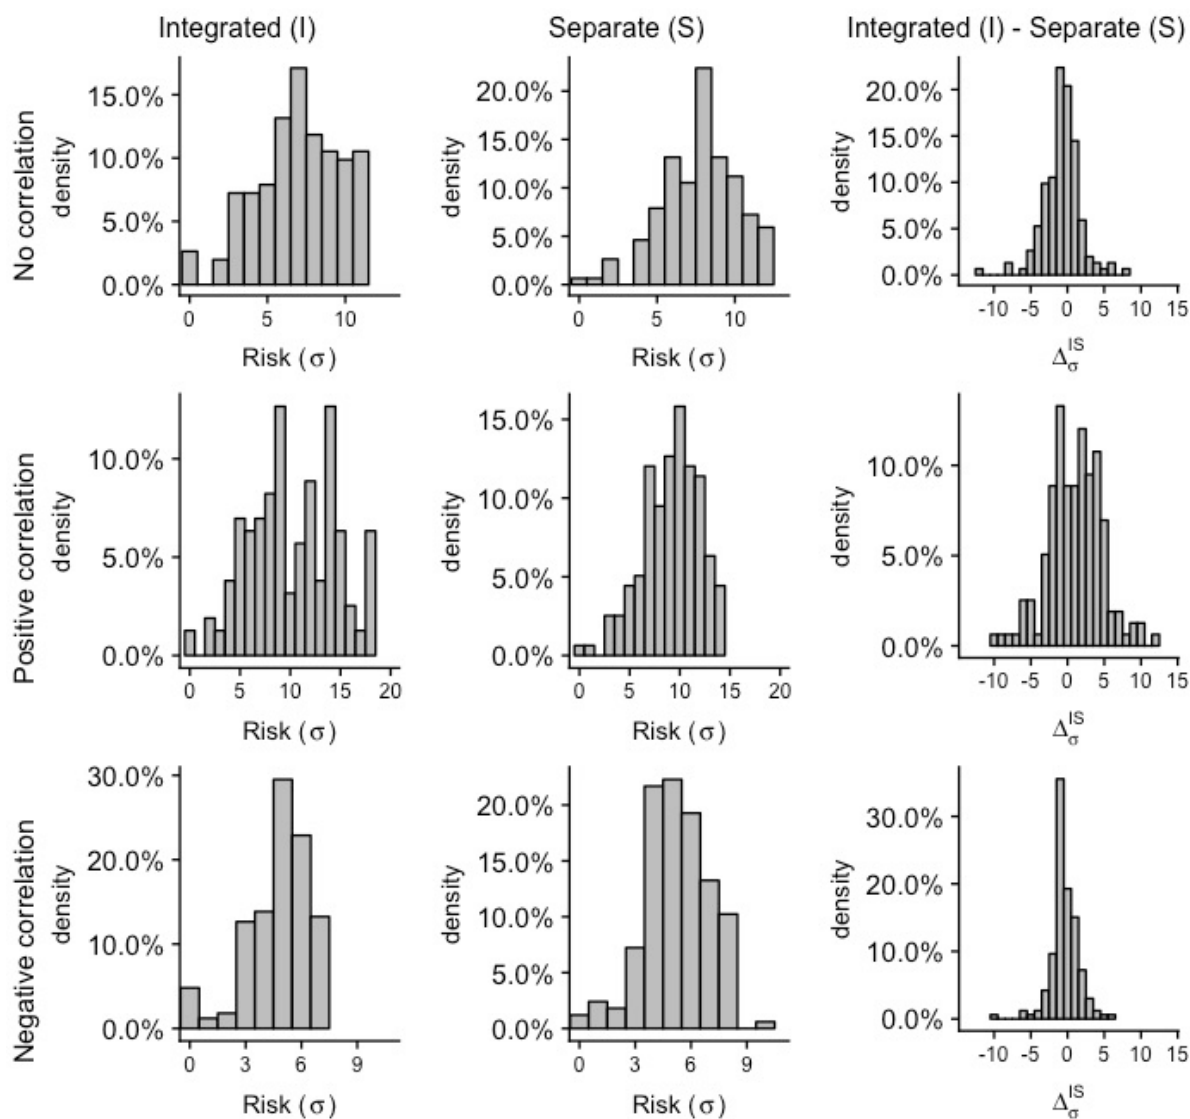 Integrated (I)
Separate (S)
Integrated (I) - Separate (S)
No correlation
density
15.0%
10.0%
5.0%
0.0%
0 5 10
Risk (σ)
density
20.0%
15.0%
10.0%
5.0%
0.0%
0 5 10
Risk (σ)
density
20.0%
15.0%
10.0%
5.0%
0.0%
-10 -5 0 5 10 15
Δσ IS
Positive correlation
density
10.0%
5.0%
0.0%
0 5 10 15 20
Risk (σ)
density
15.0%
10.0%
5.0%
0.0%
0 5 10 15 20
Risk (σ)
density
10.0%
5.0%
0.0%
-10 -5 0 5 10 15
Δσ IS
Negative correlation
density
30.0%
20.0%
10.0%
0.0%
0 3 6 9
Risk (σ)
density
20.0%
15.0%
10.0%
5.0%
0.0%
0 3 6 9
Risk (σ)
density
30.0%
20.0%
10.0%
0.0%
-10 -5 0 5 10 15
Δσ IS